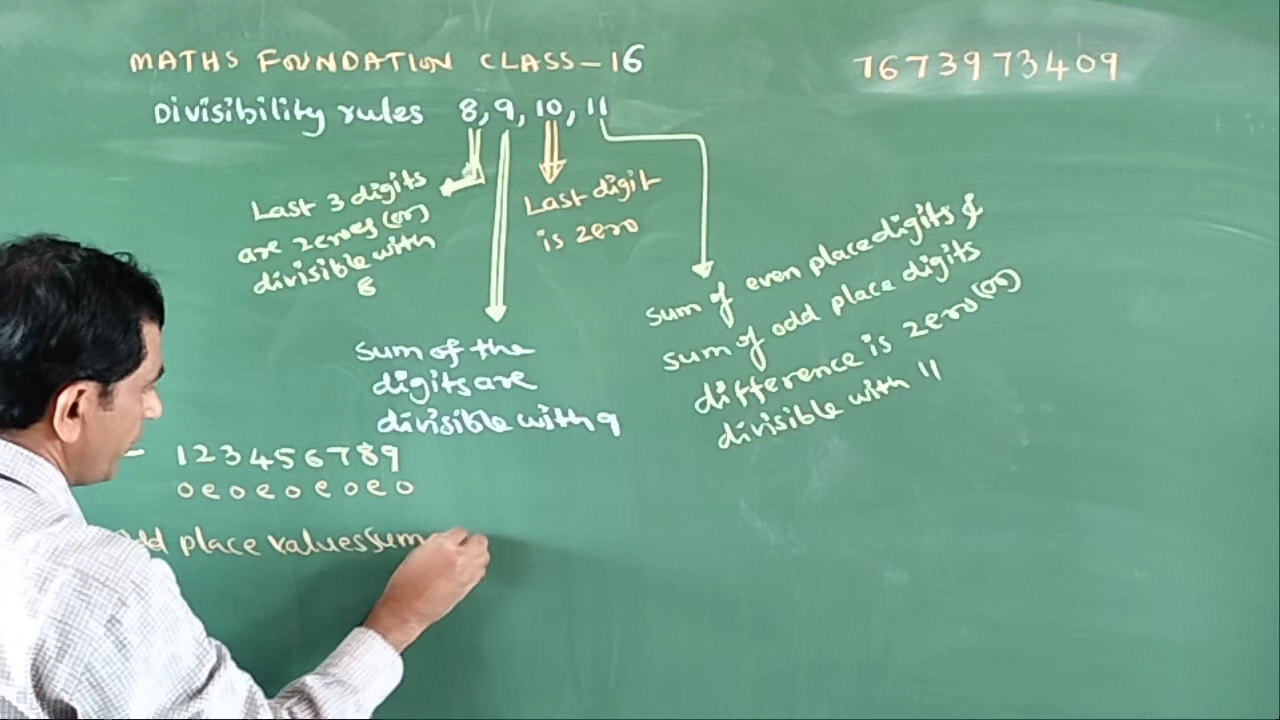 MATHS FOUNDATION CLASS-16
7673973409
Divisibility rules 8, 9, 10, 11
Last 3 digits
are zeroes (or)
divisible with
8
Sum of the
digits are
divisible with 9
Last digit
is zero
sum of even place digits &
sum of odd place digits
difference is zero (or)
divisible with 11
- 123456789
o e o e o e o e o
odd place values sum